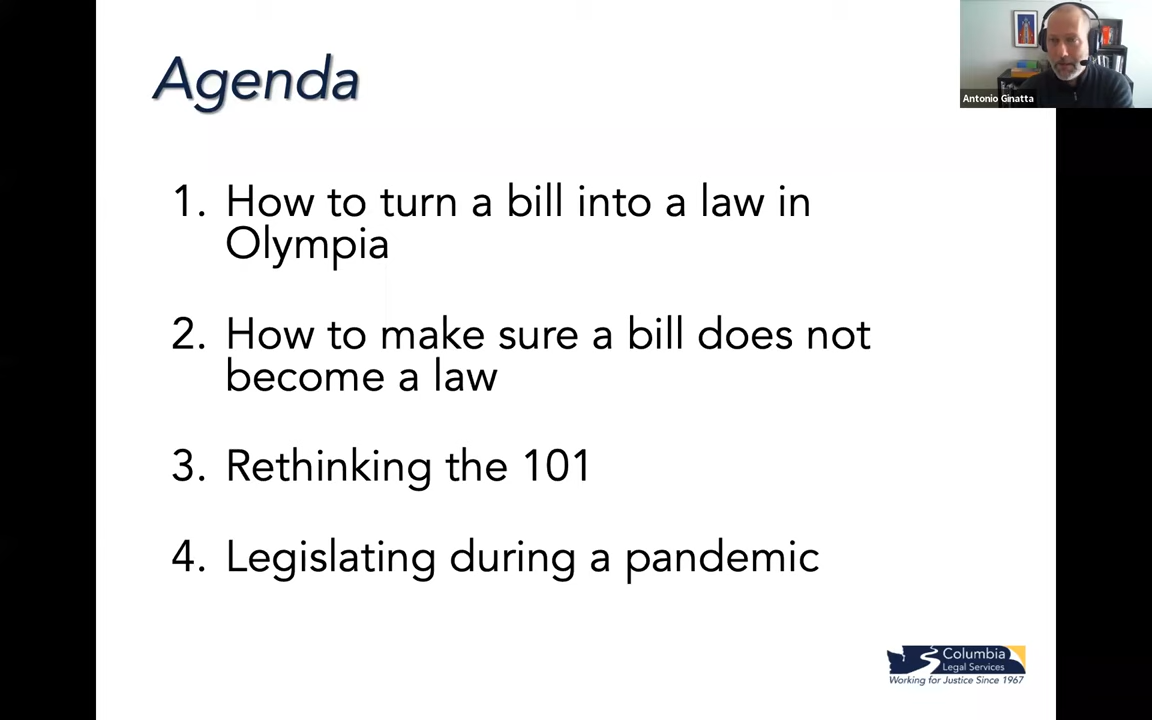 Agenda
Antonio Ginatta
1. How to turn a bill into a law in
Olympia
2. How to make sure a bill does not
become a law
3. Rethinking the 101
4. Legislating during a pandemic
Columbia
Legal Services
Working for Justice Since 1967